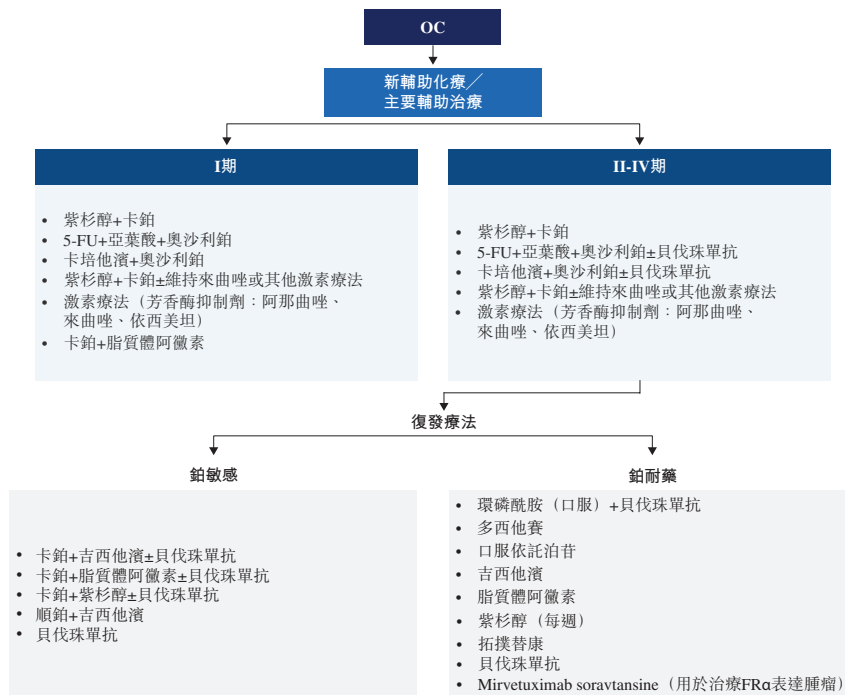 OC
新輔助化療／
主要輔助治療
I期
• 紫杉醇+卡鉑
• 5-FU+亞葉酸+奧沙利鉑
• 卡培他濱+奧沙利鉑
• 紫杉醇+卡鉑±維持來曲唑或其他激素療法
• 激素療法（芳香酶抑制劑：阿那曲唑、
來曲唑、依西美坦）
• 卡鉑+脂質體阿黴素
II-IV期
• 紫杉醇+卡鉑
• 5-FU+亞葉酸+奧沙利鉑±貝伐珠單抗
• 卡培他濱+奧沙利鉑±貝伐珠單抗
• 紫杉醇+卡鉑±維持來曲唑或其他激素療法
• 激素療法（芳香酶抑制劑：阿那曲唑、
來曲唑、依西美坦）
復發療法
鉑敏感
• 卡鉑+吉西他濱±貝伐珠單抗
• 卡鉑+脂質體阿黴素±貝伐珠單抗
• 卡鉑+紫杉醇±貝伐珠單抗
• 順鉑+吉西他濱
• 貝伐珠單抗
鉑耐藥
• 環磷酰胺（口服）+貝伐珠單抗
• 多西他賽
• 口服依託泊苷
• 吉西他濱
• 脂質體阿黴素
• 紫杉醇（每週）
• 拓撲替康
• 貝伐珠單抗
• Mirvetuximab soravtansine（用於治療FRα表達腫瘤）